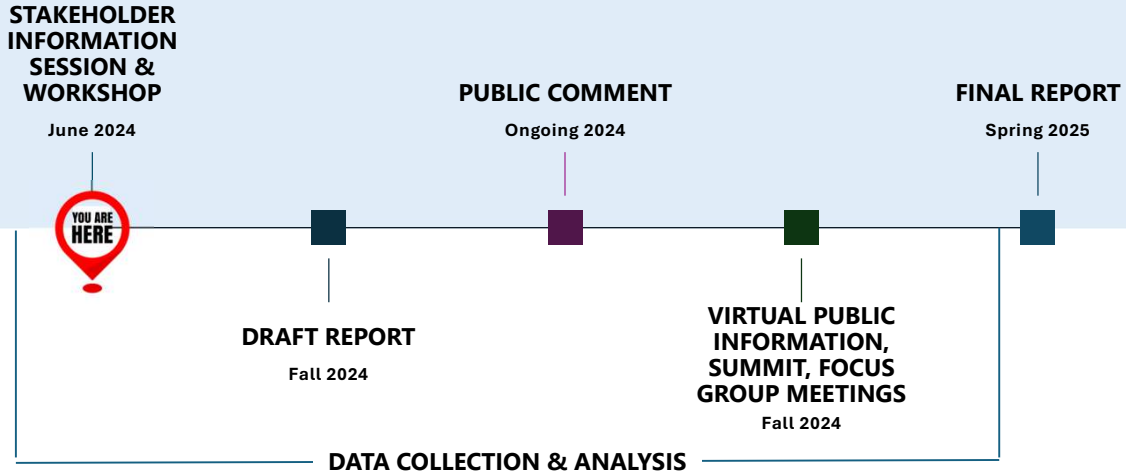 STAKEHOLDER
INFORMATION
SESSION &
WORKSHOP
June 2024
YOU ARE
HERE
DRAFT REPORT
Fall 2024
PUBLIC COMMENT
Ongoing 2024
VIRTUAL PUBLIC
INFORMATION,
SUMMIT, FOCUS
GROUP MEETINGS
Fall 2024
FINAL REPORT
Spring 2025
DATA COLLECTION & ANALYSIS